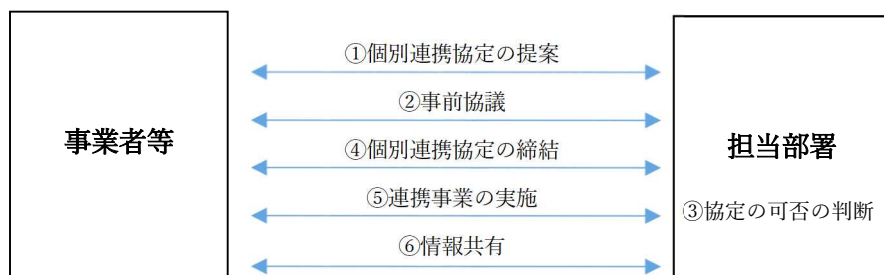 ①個別連携協定の提案
②事前協議
事業者等
④個別連携協定の締結
担当部署
⑤連携事業の実施
③協定の可否の判断
⑥情報共有